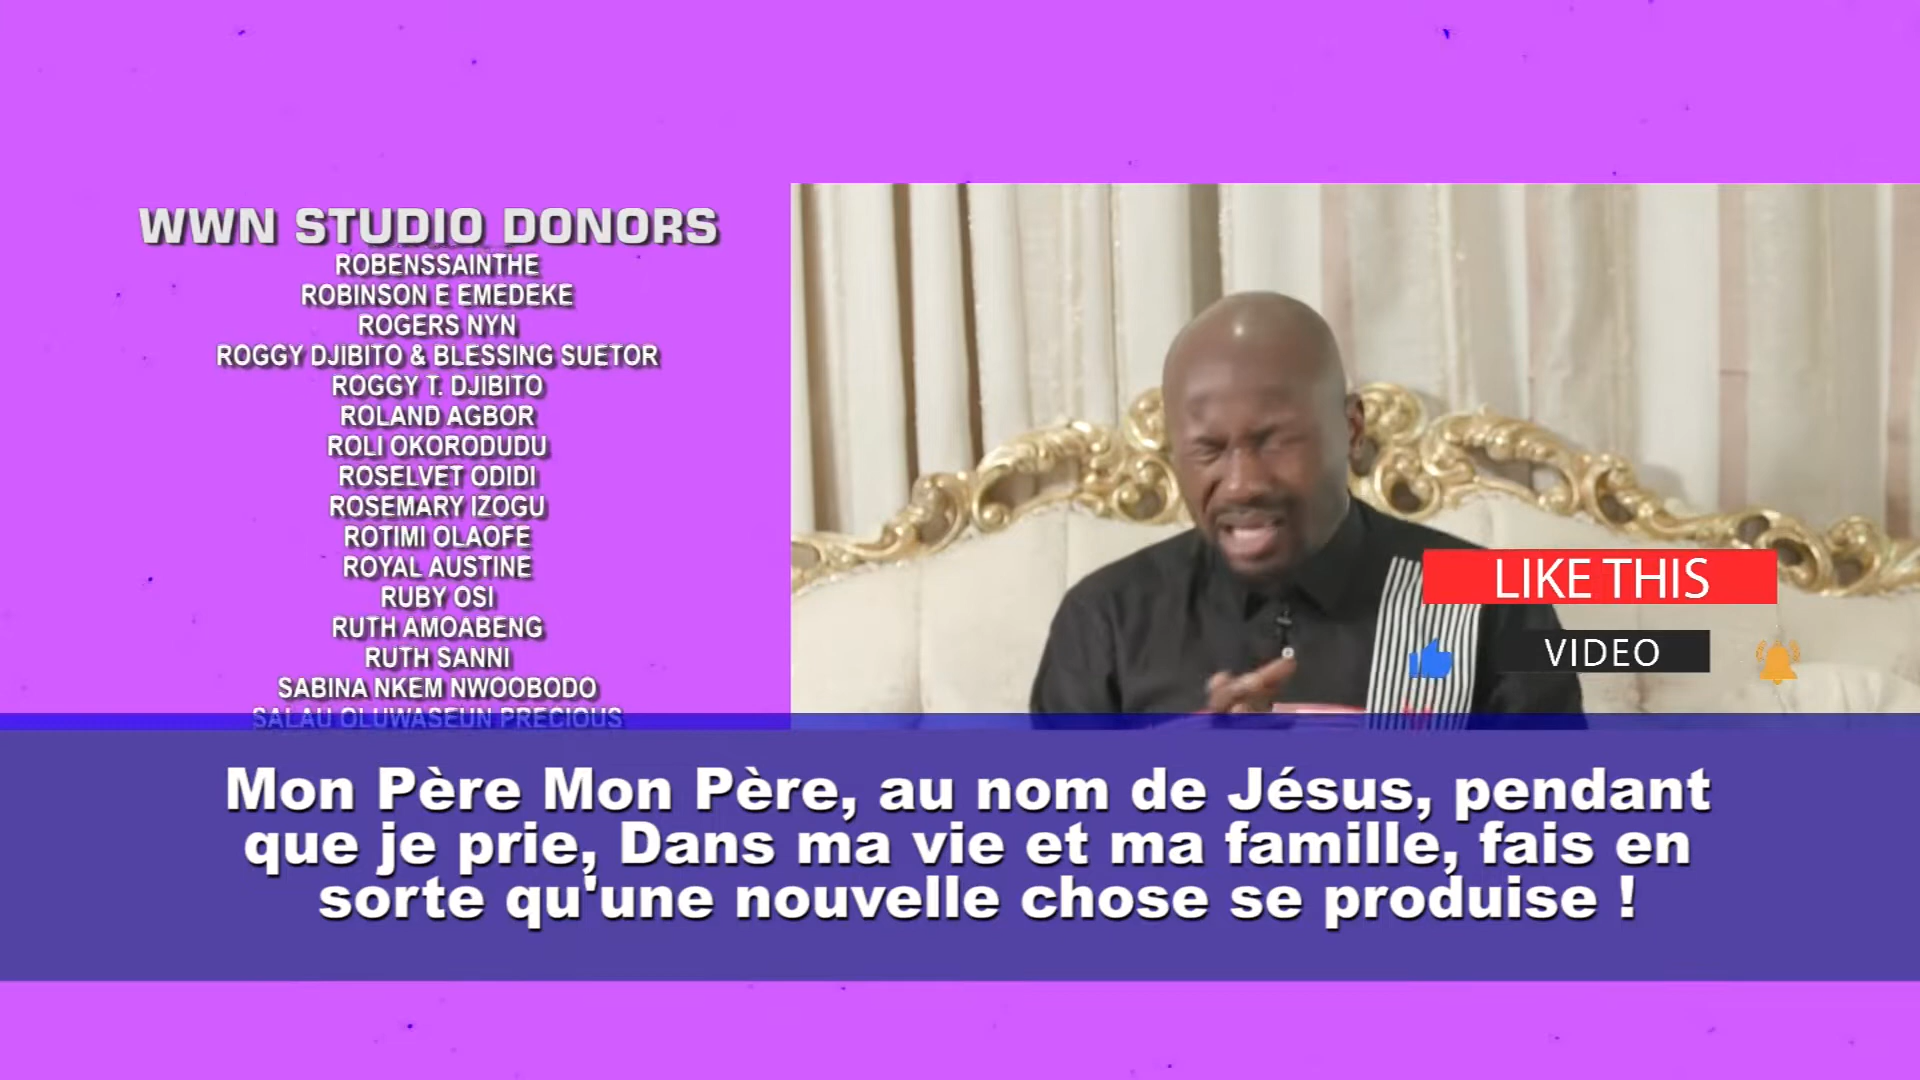 WWN STUDIO DONORS
ROBENSSAINTHE
ROBINSON E EMEDEKE
ROGERS NYN
ROGGY DJIBITO & BLESSING SUETOR
ROGGY T. DJIBITO
ROLAND AGBOR
ROLI OKORODUDU
ROSELVET ODIDI
ROSEMARY IZOGU
ROTIMI OLAOFE
ROYAL AUSTINE
RUBY OSI
RUTH AMOABENG
RUTH SANNI
SABINA NKEM NWOOBODO
SALAU OLUWASEUN PRECIOUS
LIKE THIS
VIDEO
Mon Père Mon Père, au nom de Jésus, pendant
que je prie, Dans ma vie et ma famille, fais en
sorte qu'une nouvelle chose se produise !